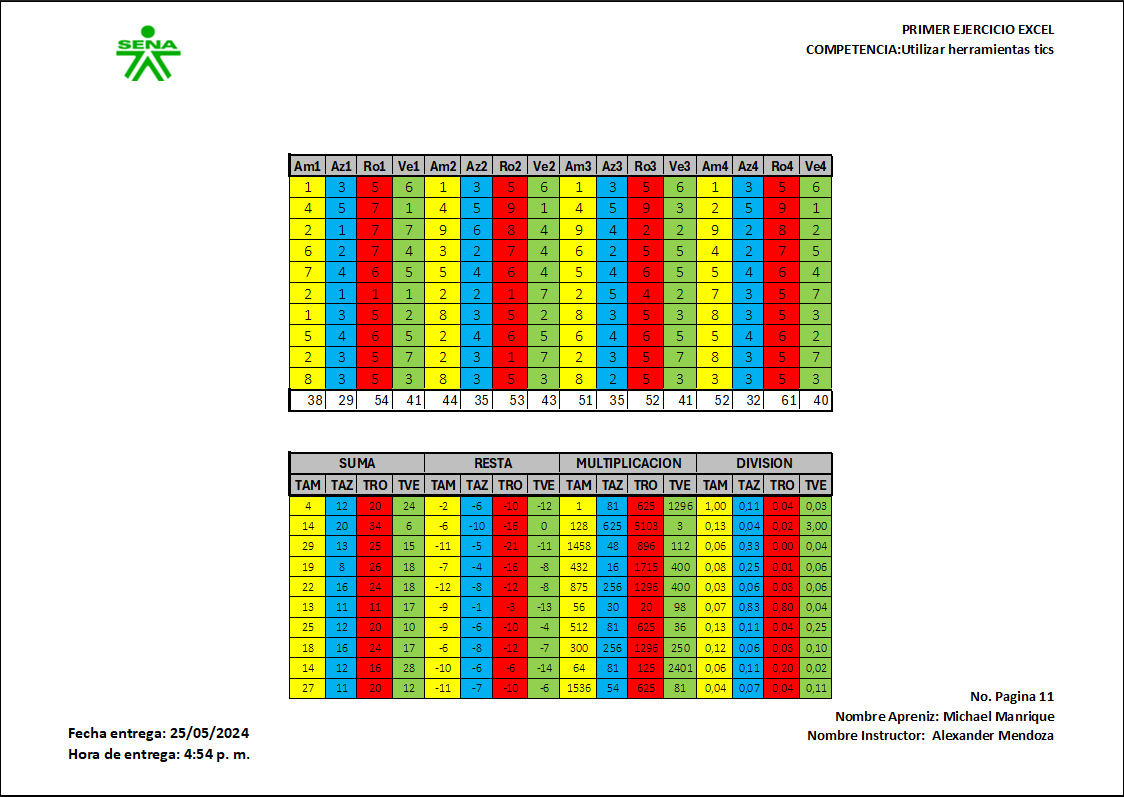 SENA
PRIMER EJERCICIO EXCEL
COMPETENCIA:Utilizar herramientas tics
Am1 Az1 Ro1 Ve1 Am2 Az2 Ro2 Ve2 Am3 Az3 Ro3 Ve3 Am4 Az4 Ro4 Ve4
1 3 5 6 1 3 5 6 1 3 5 6 1 3 5 6
4 5 7 1 4 5 9 1 4 5 9 3 2 5 9 1
2 1 7 7 9 6 8 4 9 4 2 2 9 2 8 2
6 2 7 4 3 2 7 4 6 2 5 5 4 2 7 5
7 4 6 5 5 4 6 4 5 4 6 5 5 4 6 4
2 1 1 1 2 2 1 7 2 5 4 2 7 3 5 7
1 3 5 2 8 3 5 2 8 3 5 3 8 3 5 3
5 4 6 5 2 4 6 5 6 4 6 5 5 4 6 2
2 3 5 7 2 3 1 7 2 3 5 7 8 3 5 7
8 3 5 3 8 3 5 3 8 2 5 3 3 3 5 3
38 29 54 41 44 35 53 43 51 35 52 41 52 32 61 40
SUMA RESTA MULTIPLICACION DIVISION
TAM TAZ TRO TVE TAM TAZ TRO TVE TAM TAZ TRO TVE TAM TAZ TRO TVE
4 12 20 24 -2 -6 -10 -12 1 81 625 1296 1,00 0,11 0,04 0,03
14 20 34 6 -6 -10 -16 0 128 625 5103 3 0,13 0,04 0,02 3,00
29 13 25 15 -11 -5 -21 -11 1458 48 896 112 0,06 0,33 0,00 0,04
19 8 26 18 -7 -4 -16 -8 432 16 1715 400 0,08 0,25 0,01 0,06
22 16 24 18 -12 -8 -12 -8 875 256 1296 400 0,03 0,06 0,03 0,06
13 11 11 17 -9 -1 -3 -13 56 30 20 98 0,07 0,83 0,80 0,04
25 12 20 10 -9 -6 -10 -4 512 81 625 36 0,13 0,11 0,04 0,25
18 16 24 17 -6 -8 -12 -7 300 256 1296 250 0,12 0,06 0,03 0,10
14 12 16 28 -10 -6 -6 -14 64 81 125 2401 0,06 0,11 0,20 0,02
27 11 20 12 -11 -7 -10 -6 1536 54 625 81 0,04 0,07 0,04 0,11
No. Pagina 11
Nombre Apreniz: Michael Manrique
Nombre Instructor: Alexander Mendoza
Fecha entrega: 25/05/2024
Hora de entrega: 4:54 p. m.